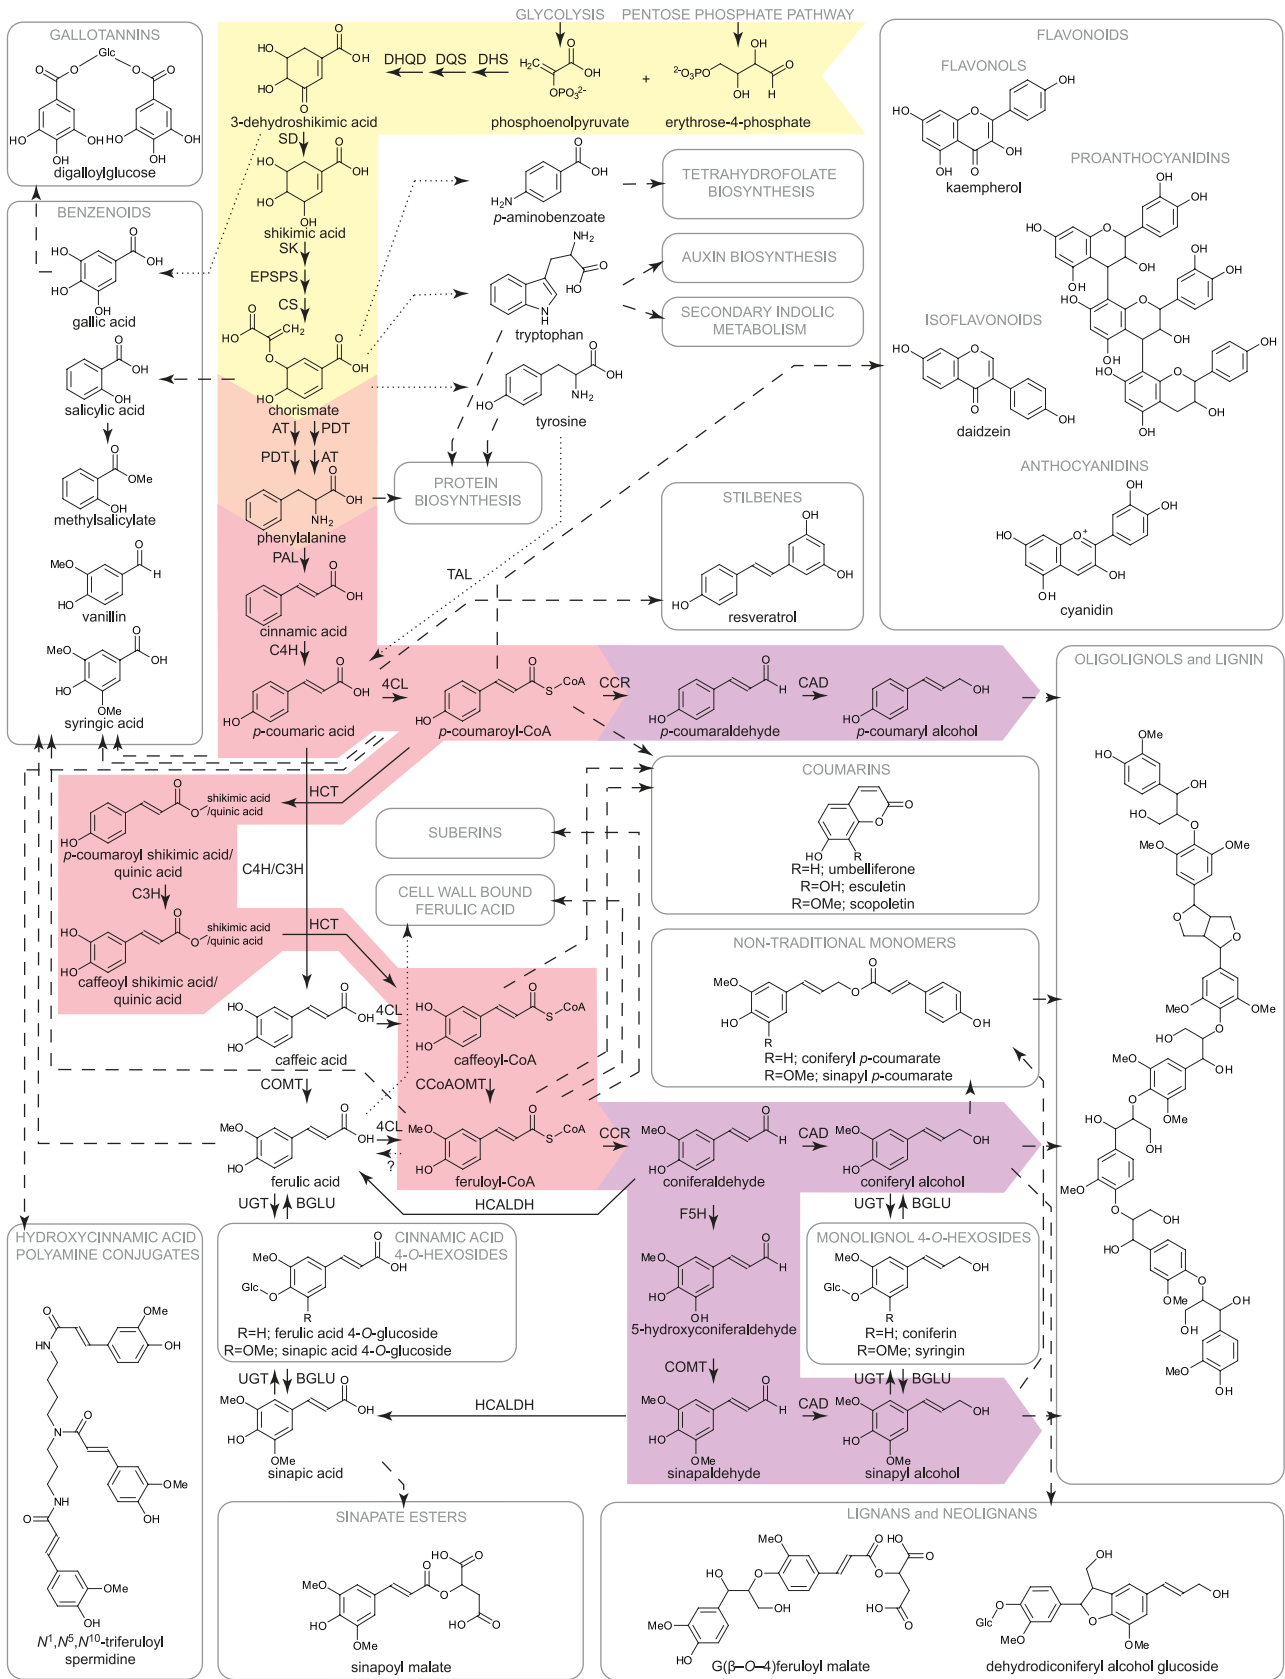 GLYCOLYSIS
PENTOSE PHOSPHATE PATHWAY
GALLOTANNINS
digalloylglucose
DHQD
DQS
DHS
3-dehydroshikimic acid
phosphoenolpyruvate
+
erythrose-4-phosphate
FLAVONOIDS
FLAVONOLS
kaempherol
PROANTHOCYANIDINS
ISOFLAVONOIDS
daidzein
ANTHOCYANIDINS
cyanidin
SD
shikimic acid
SK
EPSPS
CS
chorismate
p-aminobenzoate
TETRAHYDROFOLATE
BIOSYNTHESIS
tryptophan
AUXIN BIOSYNTHESIS
SECONDARY INDOLIC
METABOLISM
tyrosine
BENZENOIDS
gallic acid
salicylic acid
methylsalicylate
vanillin
syringic acid
AT
PDT
PDT
AT
phenylalanine
PROTEIN
BIOSYNTHESIS
STILBENES
resveratrol
PAL
TAL
cinnamic acid
C4H
p-coumaric acid
4CL
p-coumaroyl-CoA
CCR
p-coumaraldehyde
CAD
p-coumaryl alcohol
OLIGOLIGNOLS and LIGNIN
HCT
shikimic acid
/quinic acid
p-coumaroyl shikimic acid/
quinic acid
C3H
C4H/C3H
shikimic acid
/quinic acid
HCT
caffeoyl shikimic acid/
quinic acid
SUBERINS
CELL WALL BOUND
FERULIC ACID
COUMARINS
R=H; umbelliferone
R=OH; esculetin
R=OMe; scopoletin
NON-TRADITIONAL MONOMERS
R=H; coniferyl p-coumarate
R=OMe; sinapyl p-coumarate
caffeic acid
4CL
caffeoyl-CoA
COMT
CCoAOMT
ferulic acid
4CL
?
feruloyl-CoA
CCR
coniferaldehyde
CAD
coniferyl alcohol
HCALDH
UGT
BGLU
F5H
UGT
BGLU
HYDROXYCINNAMIC ACID
POLYAMINE CONJUGATES
N1,N5,N10-triferuloyl
spermidine
CINNAMIC ACID
4-O-HEXOSIDES
R=H; ferulic acid 4-O-glucoside
R=OMe; sinapic acid 4-O-glucoside
5-hydroxyconiferaldehyde
MONOLIGNOL 4-O-HEXOSIDES
R=H; coniferin
R=OMe; syringin
UGT
BGLU
COMT
UGT
BGLU
sinapic acid
HCALDH
sinapaldehyde
CAD
sinapyl alcohol
SINAPATE ESTERS
sinapoyl malate
LIGNANS and NEOLIGNANS
G(β–O–4)feruloyl malate
dehydrodiconiferyl alcohol glucoside